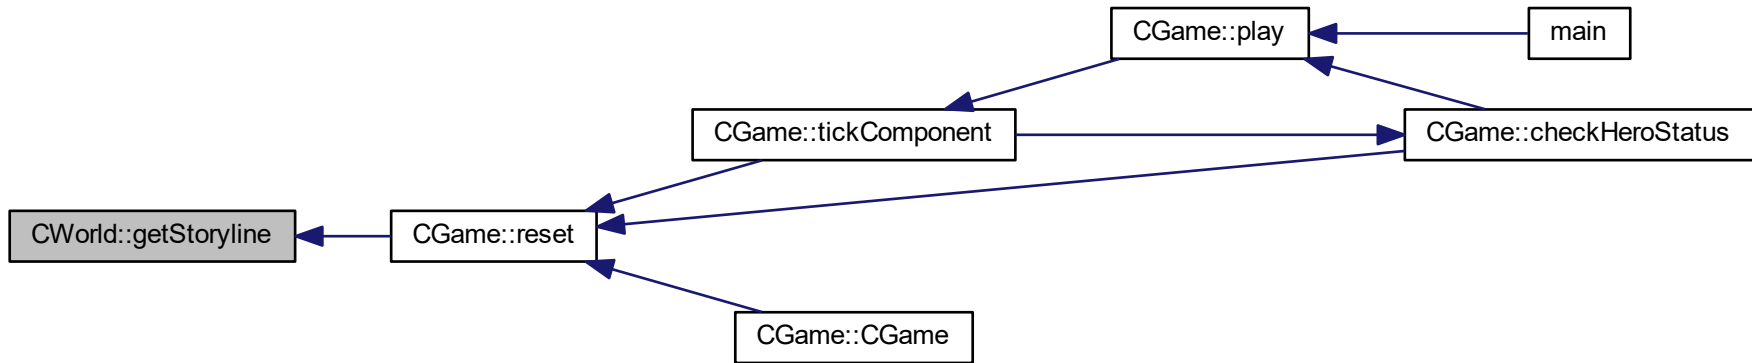 CGame::play
main
CGame::tickComponent
CGame::checkHeroStatus
CWorld::getStoryline
CGame::reset
CGame::CGame